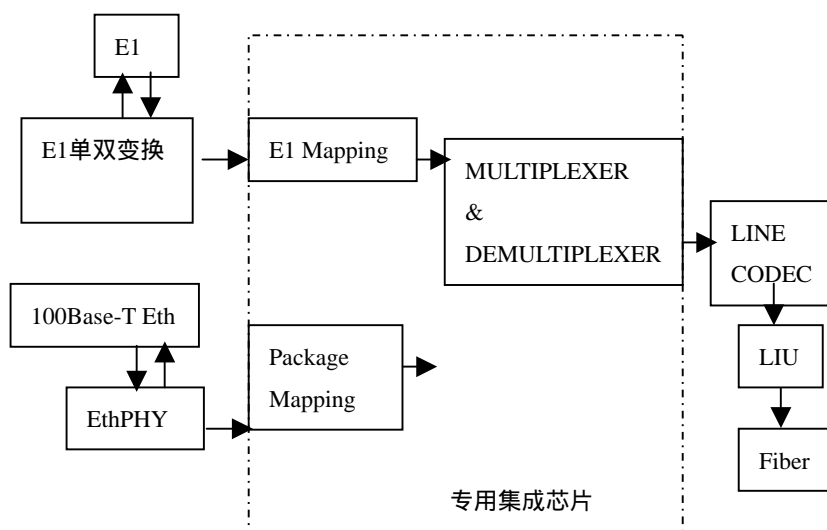 E1
E1单双变换
E1 Mapping
MULTIPLEXER
&
DEMULTIPLEXER
LINE
CODEC
100Base-T Eth
Package
Mapping
LIU
EthPHY
Fiber
专用集成芯片